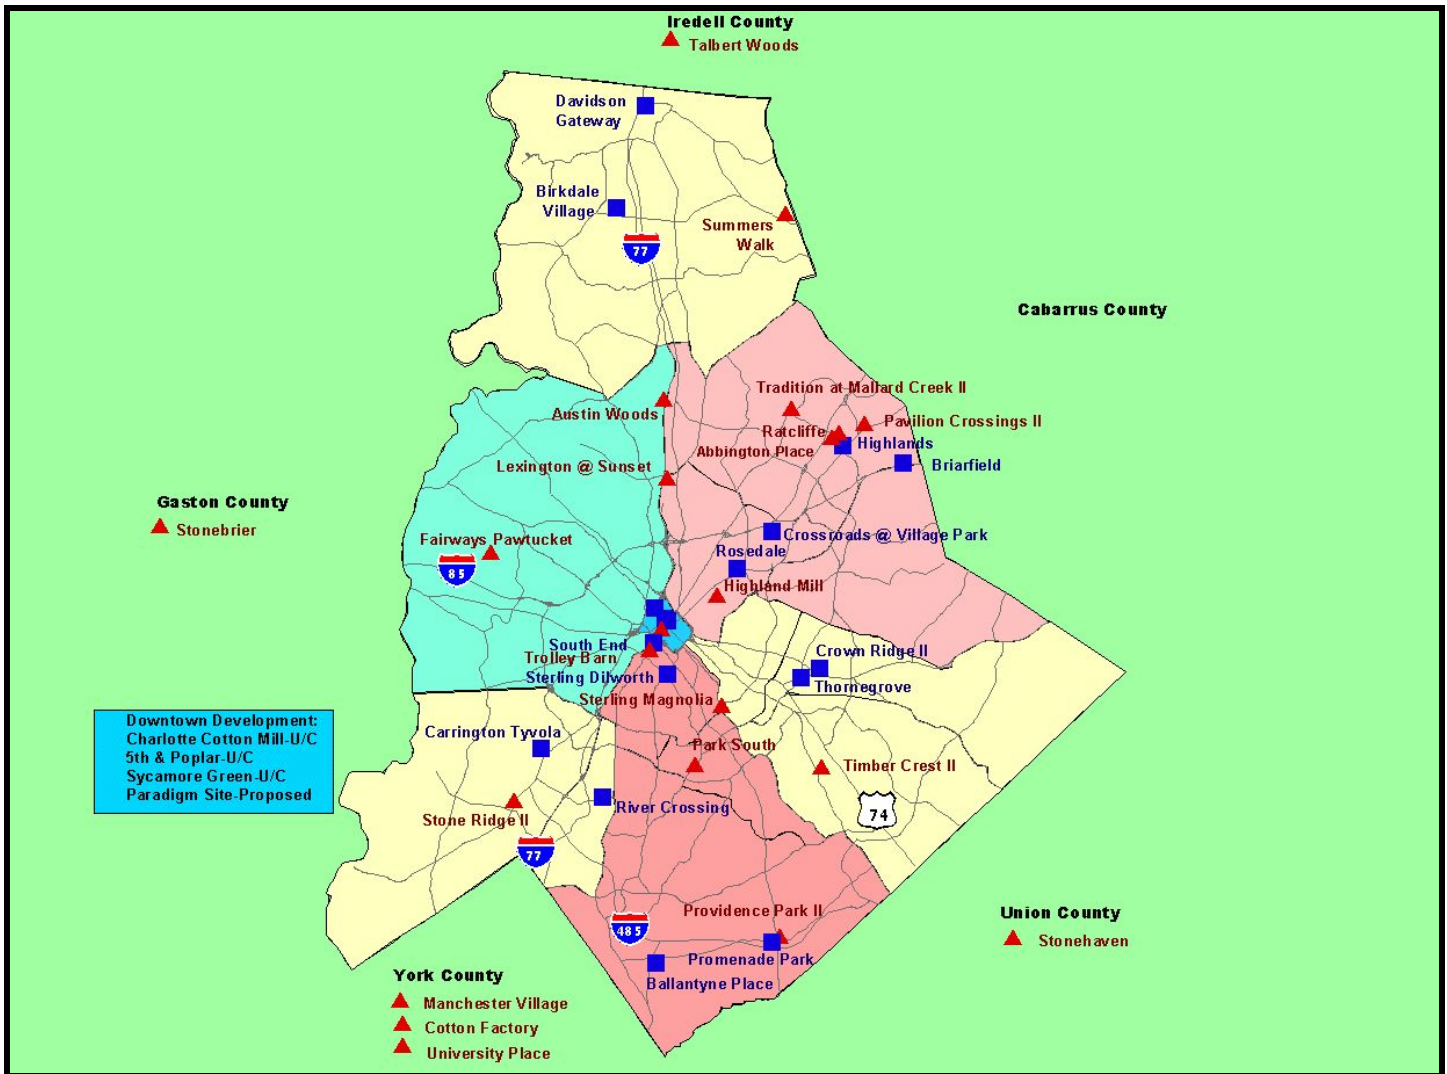 Iredell County
Talbert Woods
Davidson
Gateway
Birkdale
Village
Summers
Walk
77
Cabarrus County
Tradition at Mallard Creek II
Austin Woods
Pavilion Crossings II
Ratcliffe
Highlands
Abbington Place
Lexington @ Sunset
Briarfield
Gaston County
Stonebrier
Fairways Pawtucket
Crossroads @ Village Park
Rosedale
85
Highland Mill
South End
Trolley Barn
Crown Ridge II
Sterling Dilworth
Thornegrove
Sterling Magnolia
Downtown Development:
Charlotte Cotton Mill-U/C
5th & Poplar-U/C
Sycamore Green-U/C
Paradigm Site-Proposed
Carrington Tyvola
Park South
Timber Crest II
River Crossing
Stone Ridge II
74
77
Providence Park II
Union County
Stonehaven
485
Promenade Park
Ballantyne Place
York County
Manchester Village
Cotton Factory
University Place